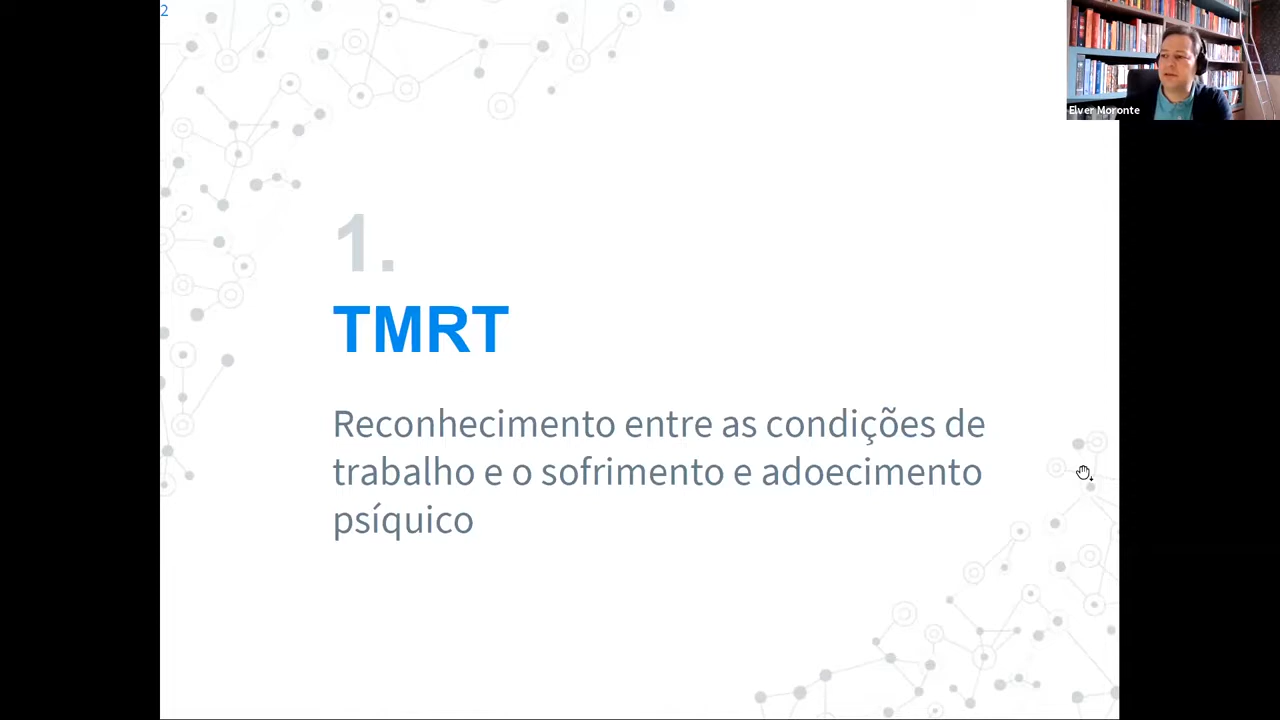 2
Elver Moronte
1.
TMRT
Reconhecimento entre as condições de
trabalho e o sofrimento e adoecimento
psíquico